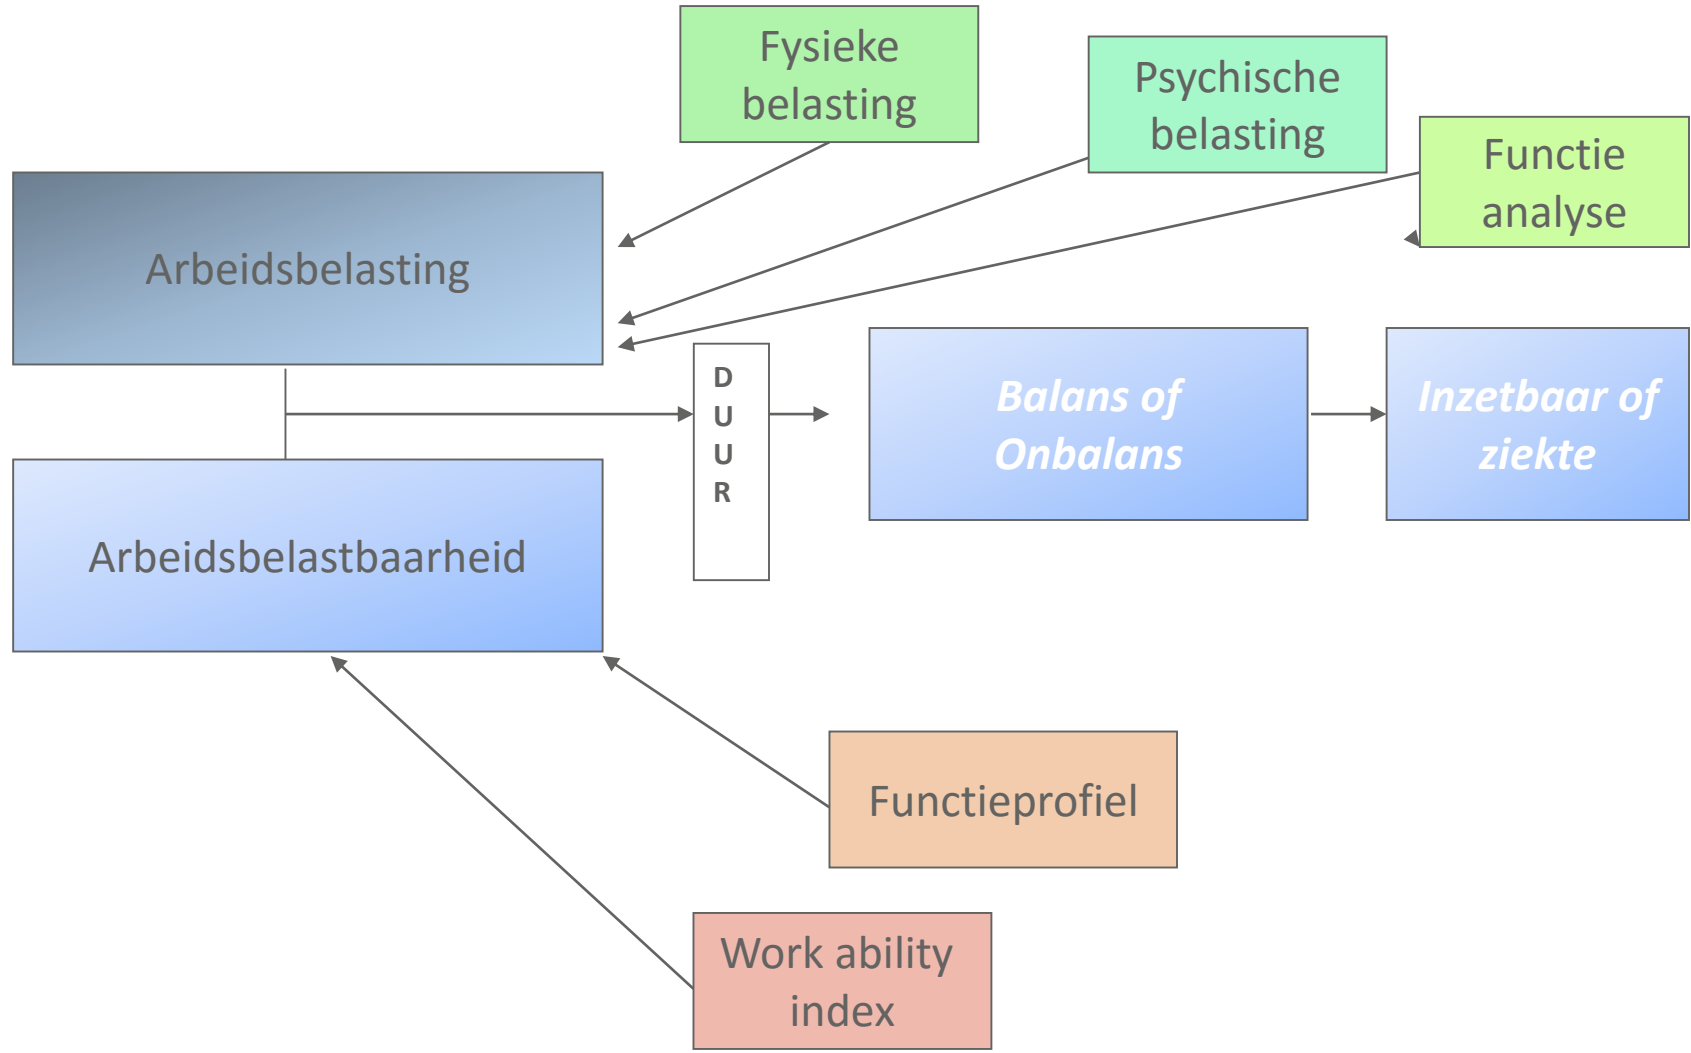 Fysieke
belasting
Psychische
belasting
Functie
analyse
Arbeidsbelasting
D
U
U
R
Balans of
Onbalans
Inzetbaar of
ziekte
Arbeidsbelastbaarheid
Functieprofiel
Work ability
index